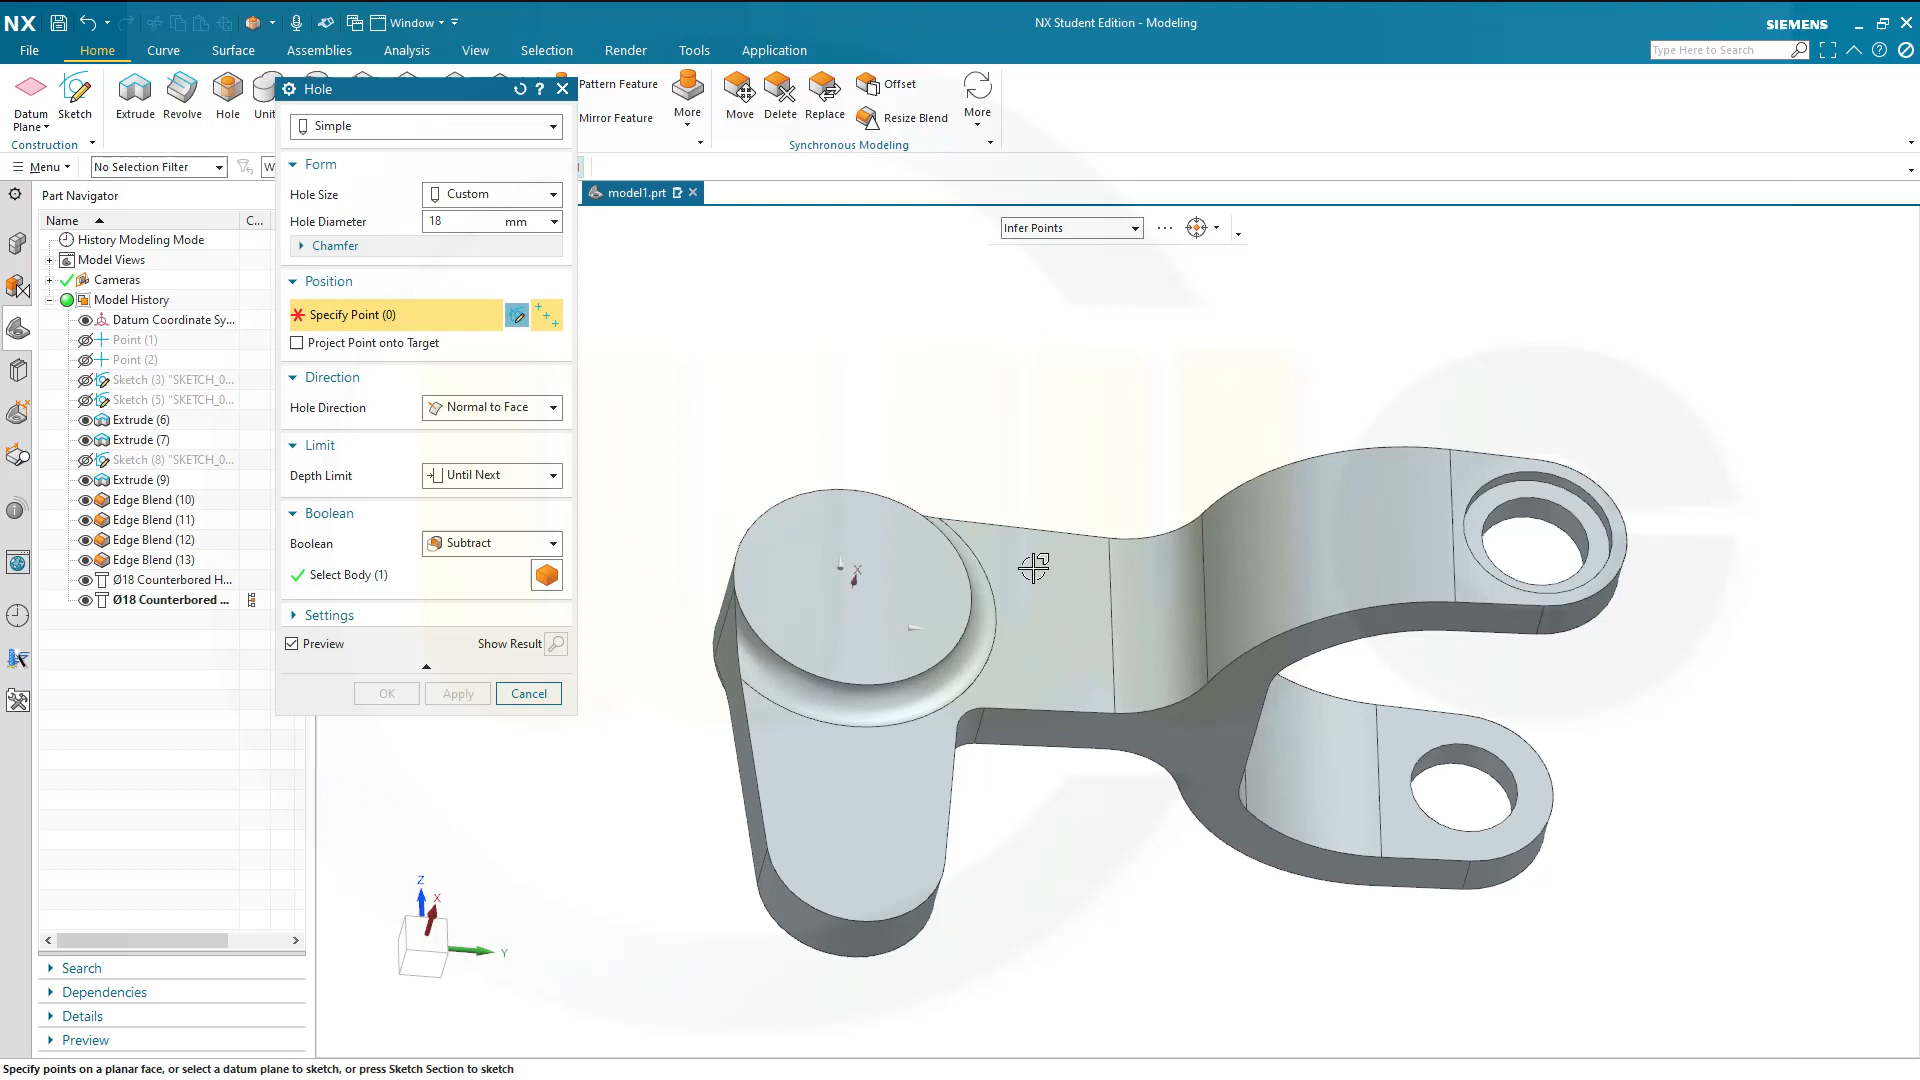 NX
Window
NX Student Edition - Modeling
SIEMENS
File
Home
Curve
Surface
Assemblies
Analysis
View
Selection
Render
Tools
Application
Type Here to Search
Datum
Plane
Sketch
Extrude
Revolve
Hole
Unit
Pattern Feature
Mirror Feature
More
Move
Delete
Replace
Offset
Resize Blend
More
Construction
Synchronous Modeling
Menu
No Selection Filter
W
Part Navigator
Name
C...
History Modeling Mode
Model Views
Cameras
Model History
Datum Coordinate Sy...
Point (1)
Point (2)
Sketch (3) "SKETCH_0...
Sketch (5) "SKETCH_0...
Extrude (6)
Extrude (7)
Sketch (8) "SKETCH_0...
Extrude (9)
Edge Blend (10)
Edge Blend (11)
Edge Blend (12)
Edge Blend (13)
Ø18 Counterbored H...
Ø18 Counterbored ...
Search
Dependencies
Details
Preview
Hole
Simple
Form
Hole Size
Custom
Hole Diameter
18 mm
Chamfer
Position
Specify Point (0)
Project Point onto Target
Direction
Hole Direction
Normal to Face
Limit
Depth Limit
Until Next
Boolean
Boolean
Subtract
Select Body (1)
Settings
Preview
Show Result
OK
Apply
Cancel
model1.prt
Infer Points
X
Z
X
Y
Specify points on a planar face, or select a datum plane to sketch, or press Sketch Section to sketch